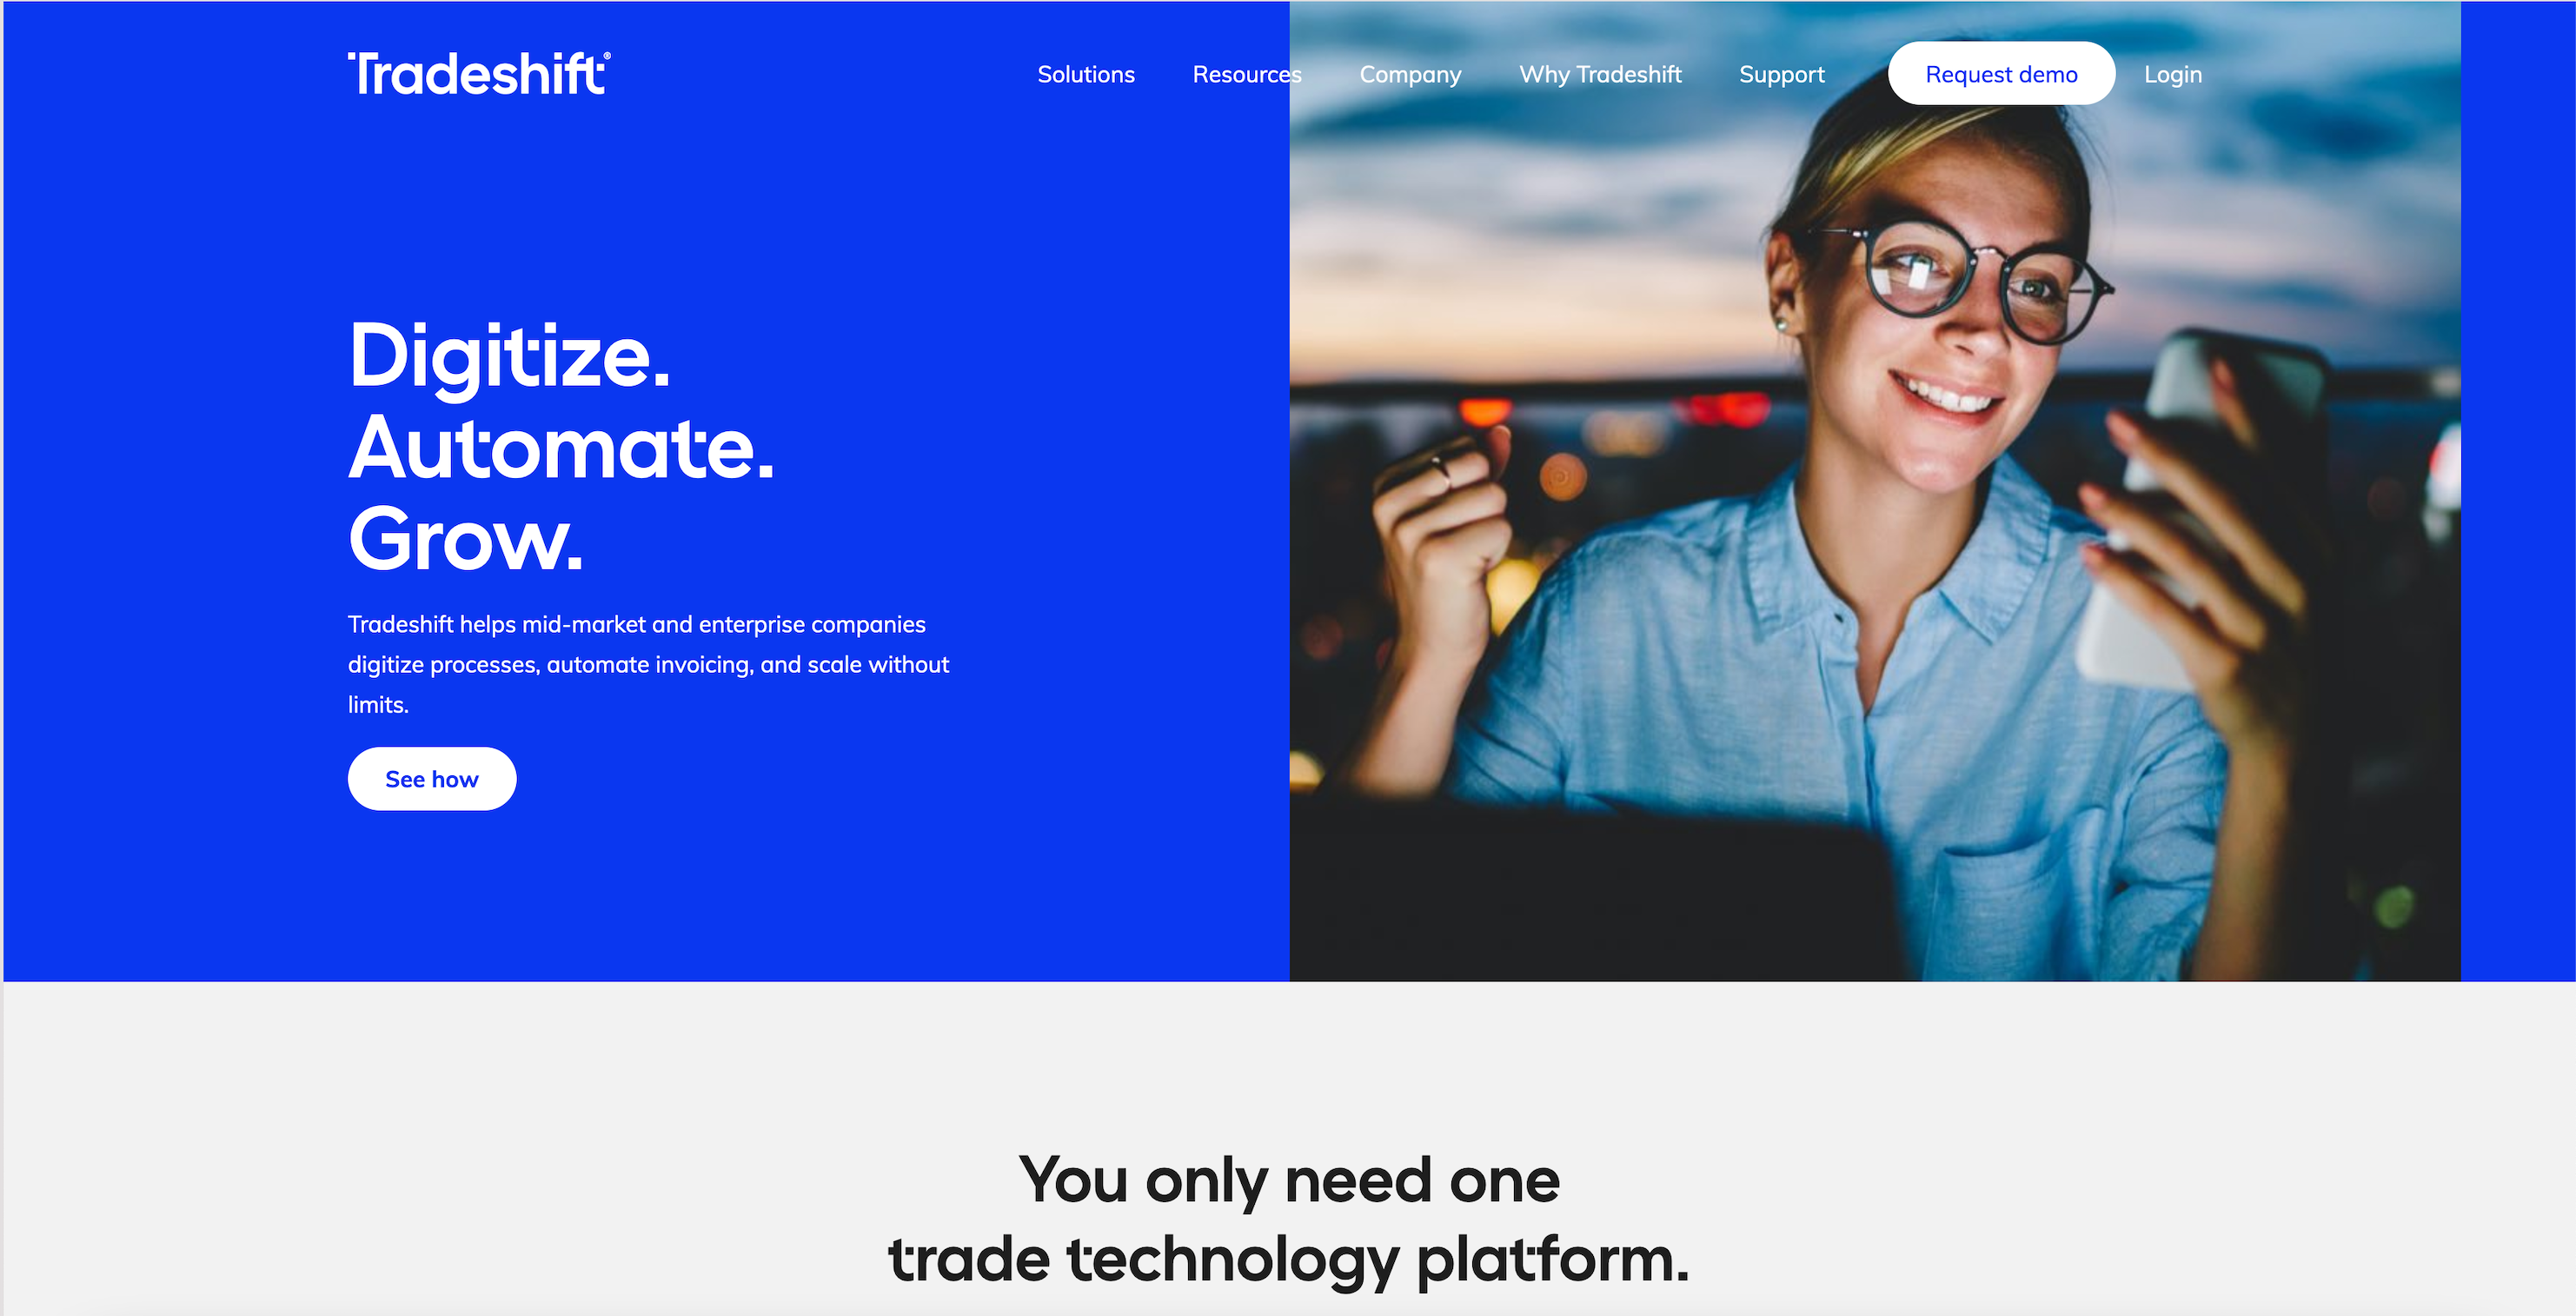 Tradeshift®
Solutions Resources Company Why Tradeshift Support Request demo Login
Digitize.
Automate.
Grow.
Tradeshift helps mid-market and enterprise companies
digitize processes, automate invoicing, and scale without
limits.
See how
You only need one
trade technology platform.